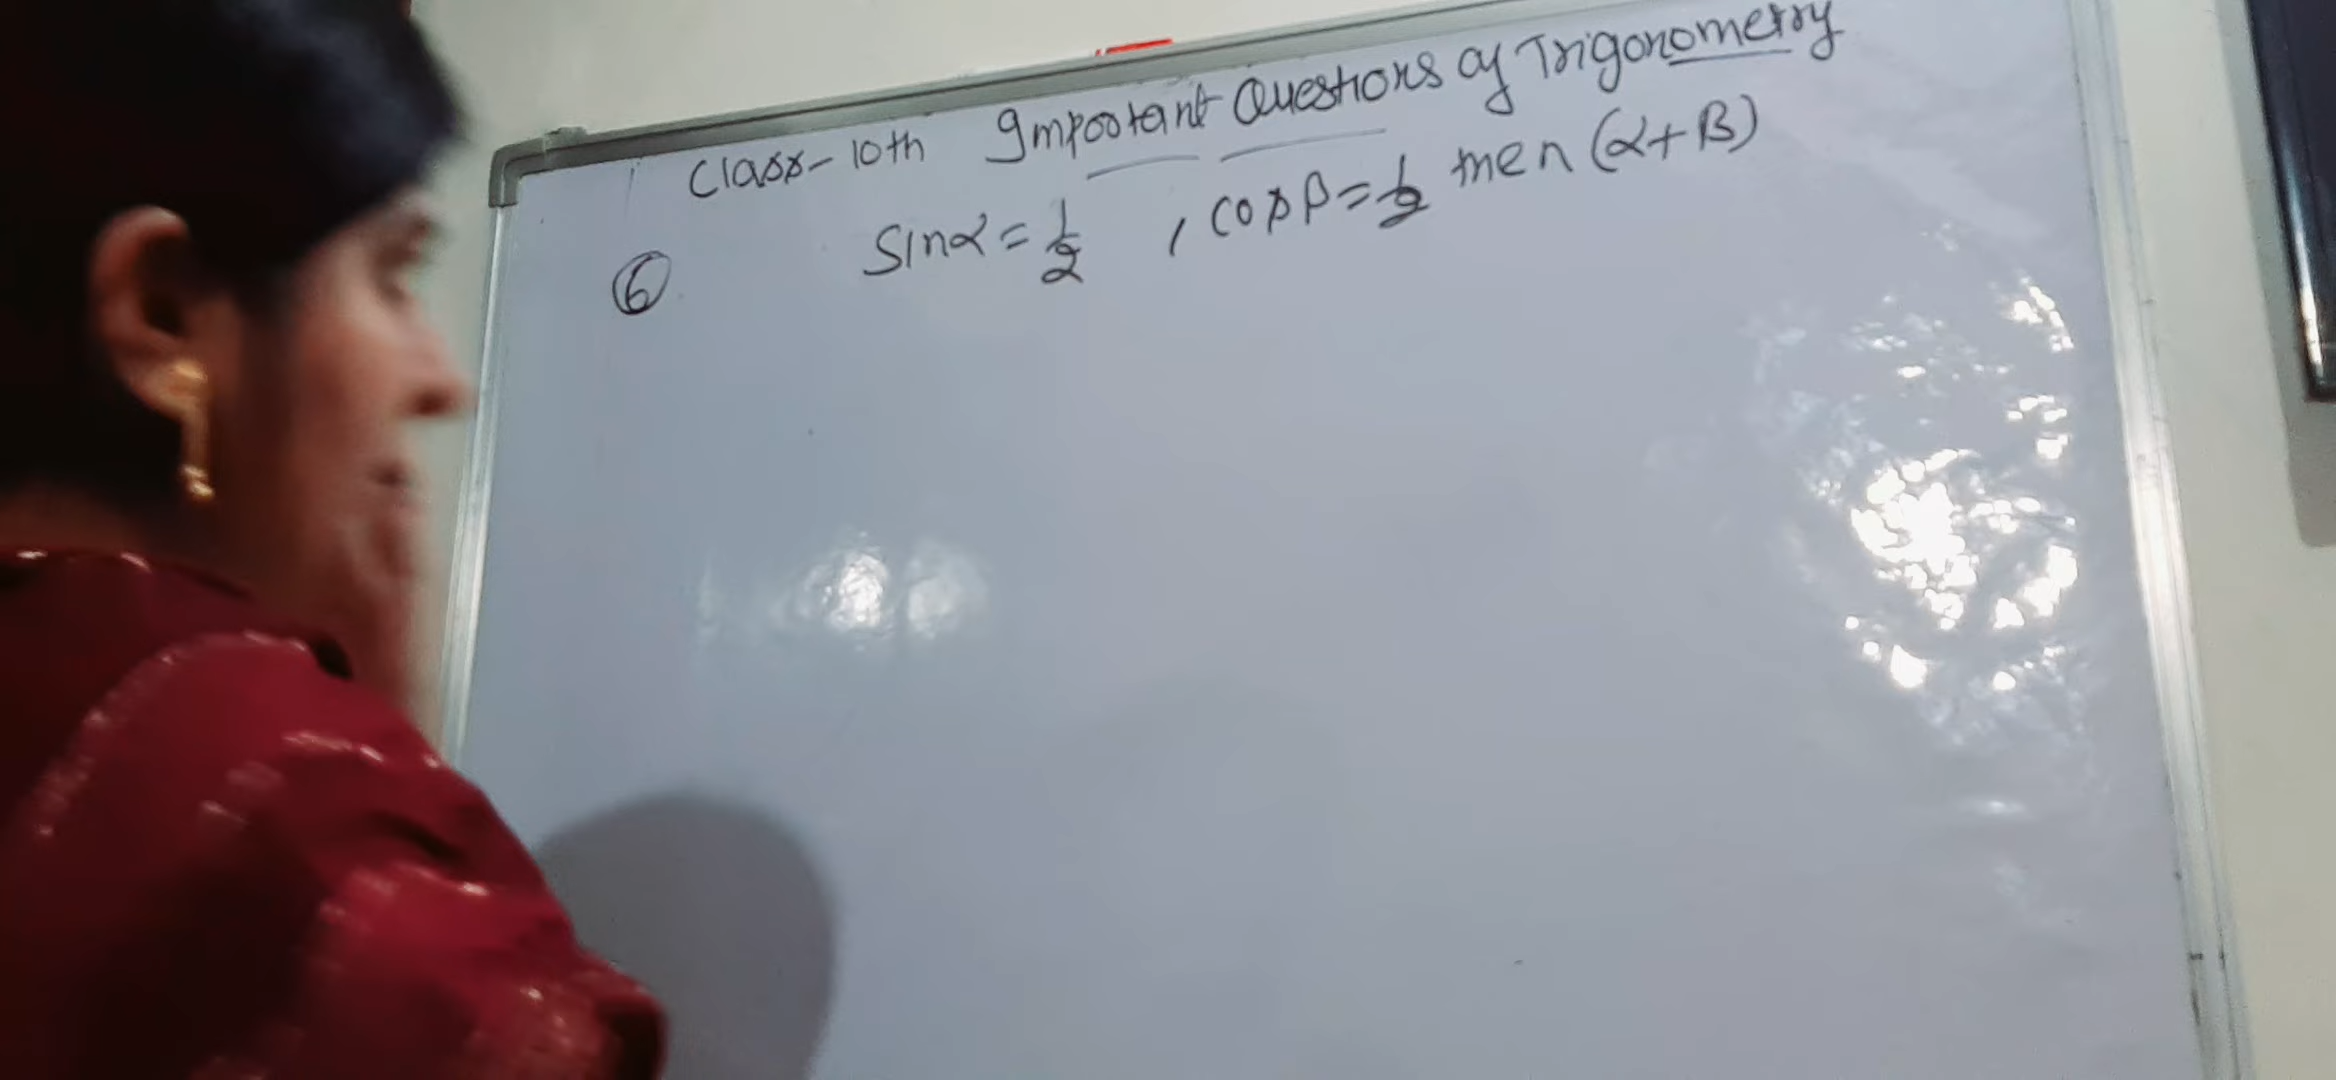 Class-10th Important Questions of Trigonometry
⑥ Sinα = 1/2 , cosβ = 1/2 then (α+β)